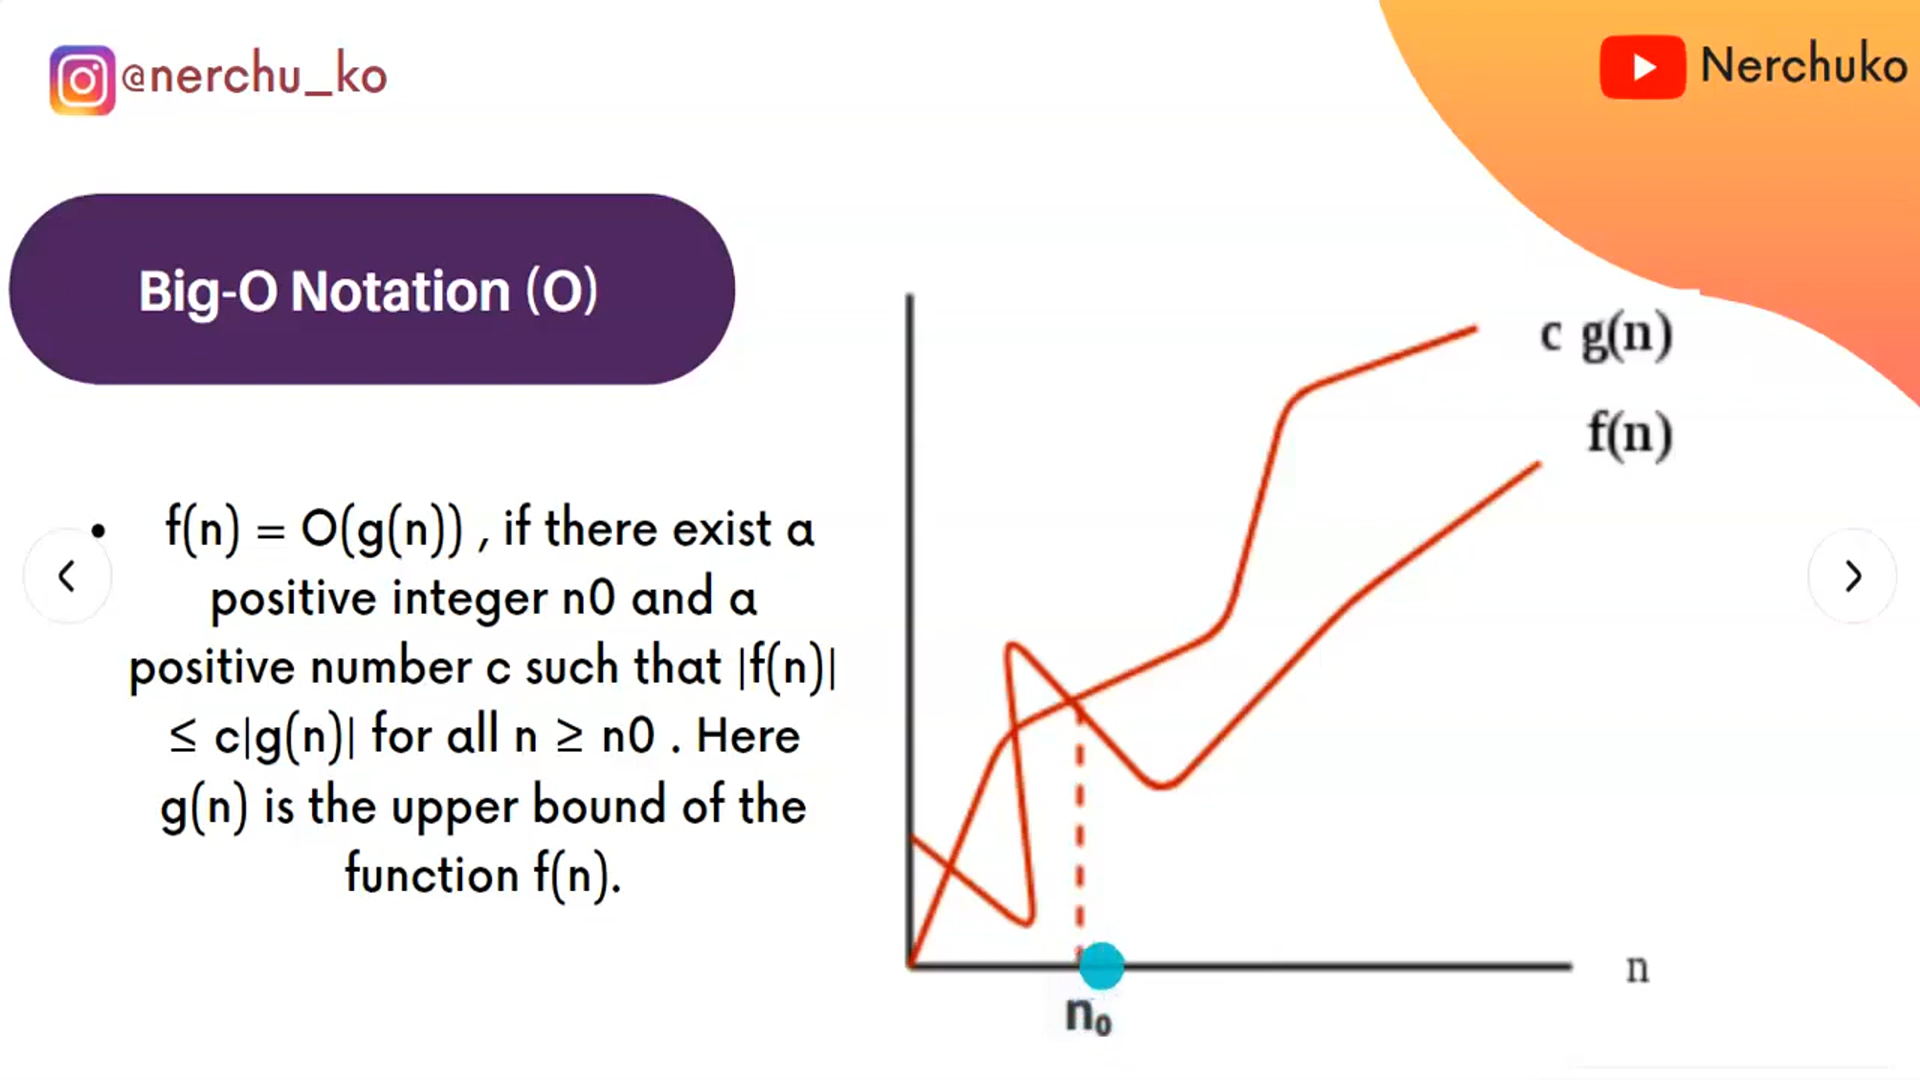 @nerchu_ko
Nerchuko
Big-O Notation (O)
• f(n) = O(g(n)) , if there exist a
positive integer n0 and a
positive number c such that |f(n)|
≤ c|g(n)| for all n ≥ n0 . Here
g(n) is the upper bound of the
function f(n).
c g(n)
f(n)
n
n₀